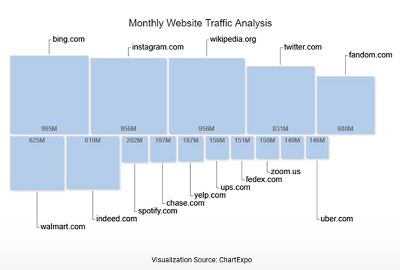 Monthly Website Traffic Analysis
bing.com
instagram.com
wikipedia.org
twitter.com
fandom.com
995M
956M
956M
831M
680M
625M
610M
202M
197M
187M
156M
151M
150M
149M
146M
walmart.com
indeed.com
spotify.com
chase.com
yelp.com
ups.com
fedex.com
zoom.us
uber.com
Visualization Source: ChartExpo